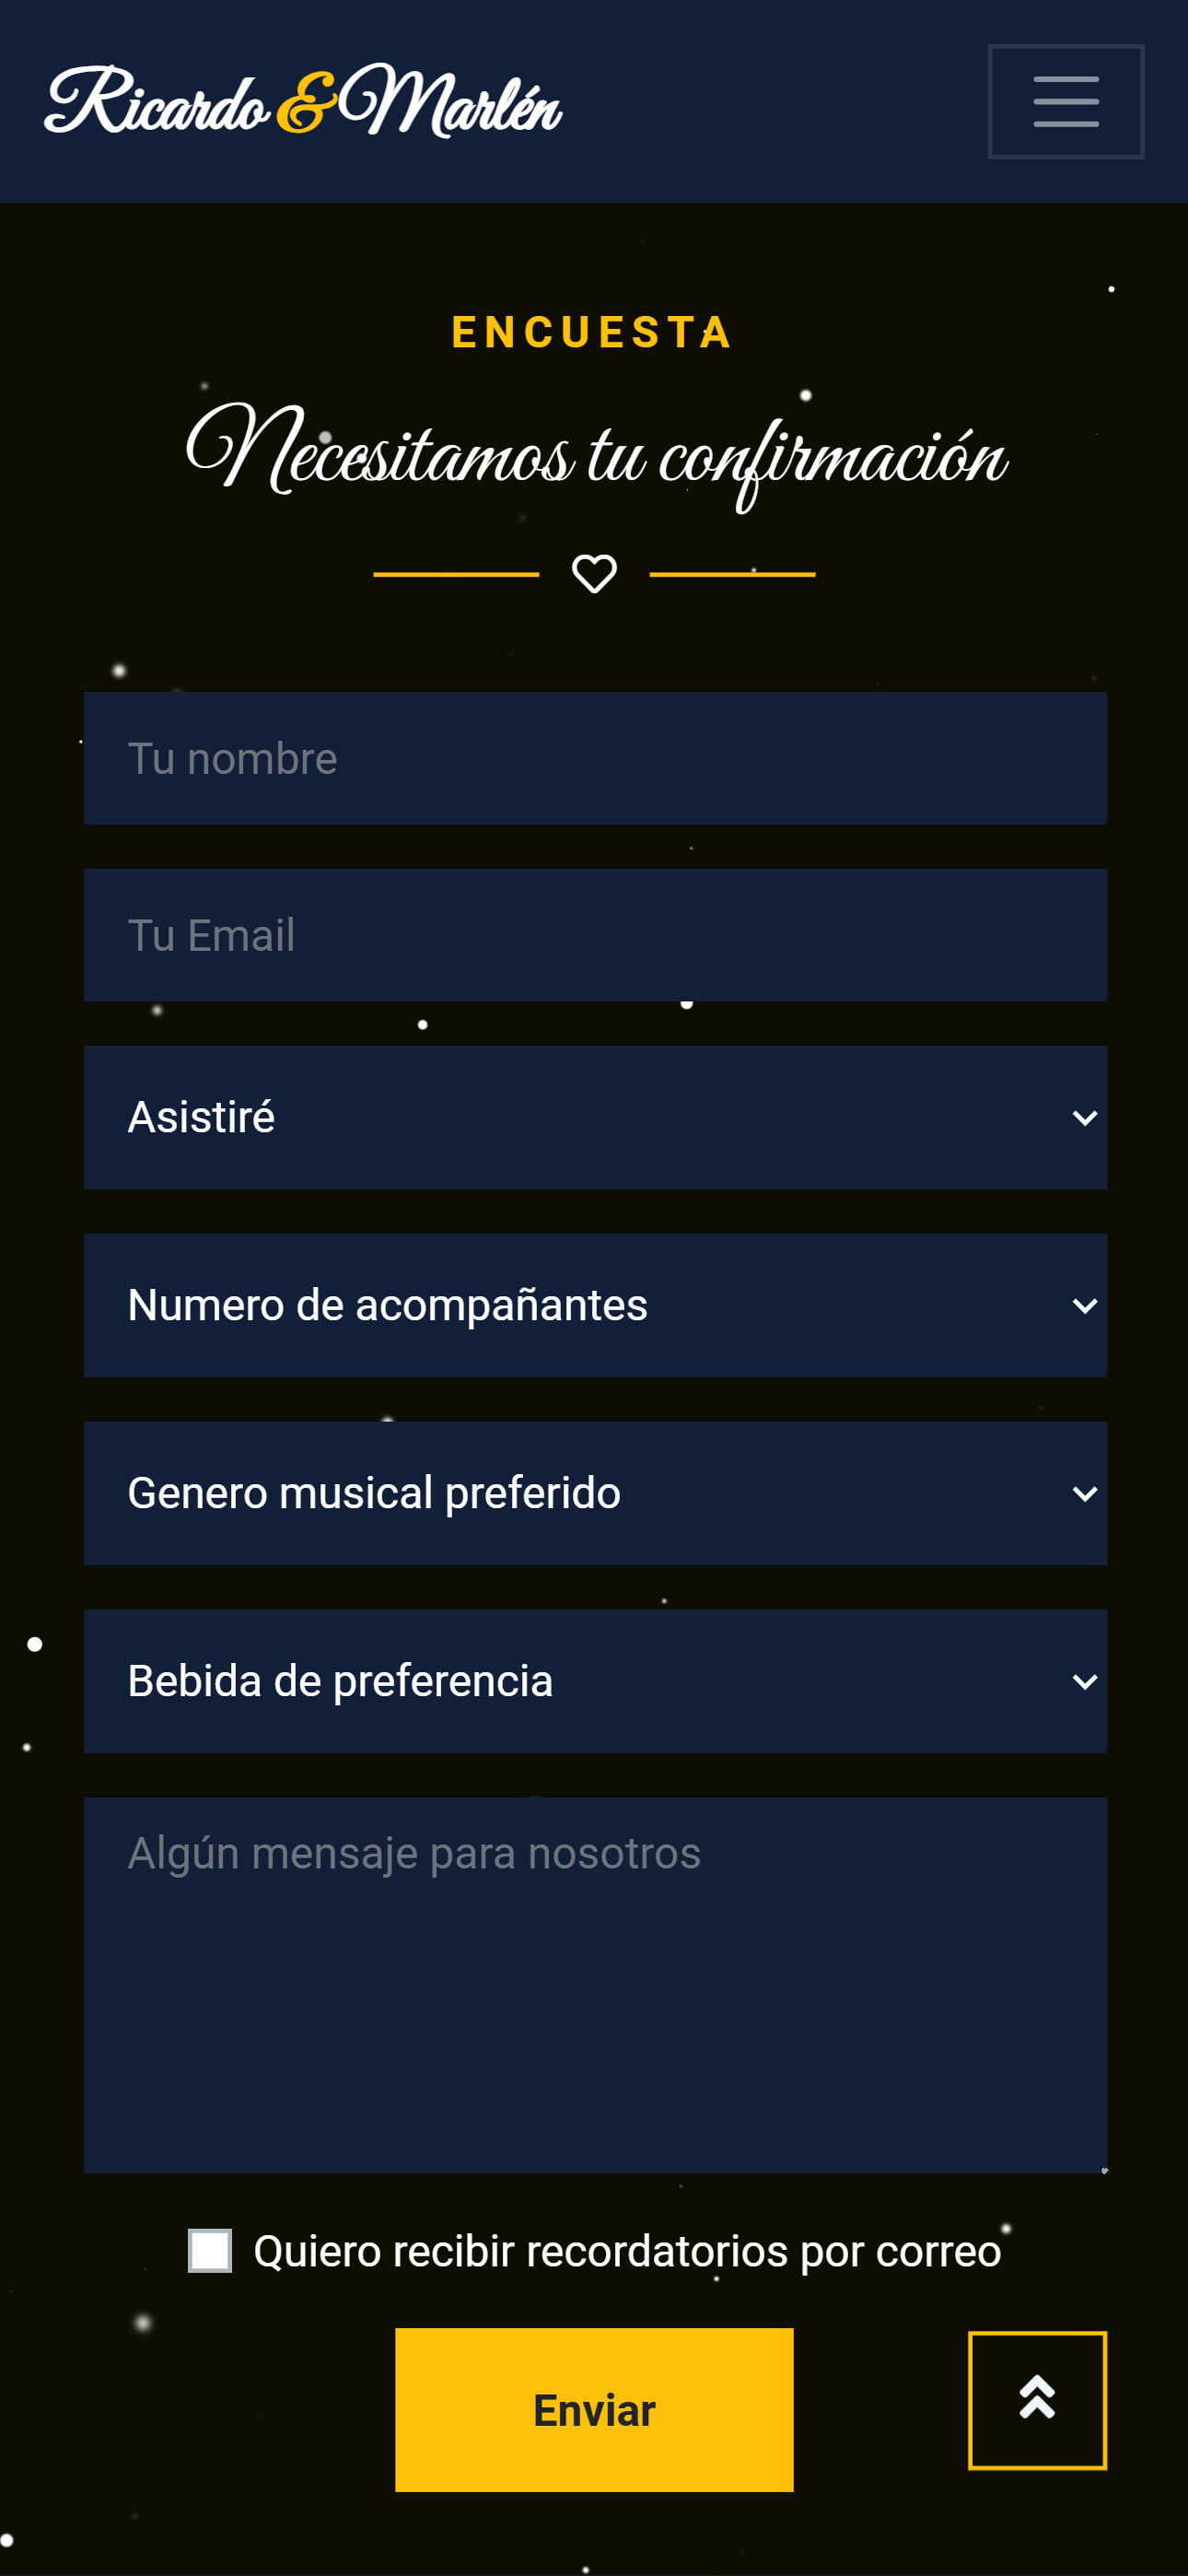 Ricardo & Marlén
ENCUESTA
Necesitamos tu confirmación
Tu nombre
Tu Email
Asistiré
Numero de acompañantes
Genero musical preferido
Bebida de preferencia
Algún mensaje para nosotros
Quiero recibir recordatorios por correo
Enviar